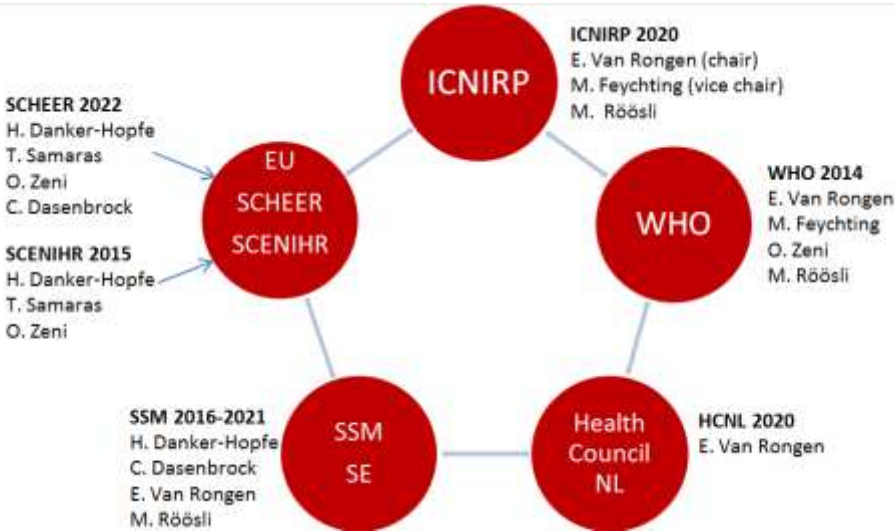 ICNIRP
ICNIRP 2020
E. Van Rongen (chair)
M. Feychting (vice chair)
M. Röösli
SCHEER 2022
H. Danker-Hopfe
T. Samaras
O. Zeni
C. Dasenbrock
SCENIHR 2015
H. Danker-Hopfe
T. Samaras
O. Zeni
EU
SCHEER
SCENIHR
WHO
WHO 2014
E. Van Rongen
M. Feychting
O. Zeni
M. Röösli
SSM 2016-2021
H. Danker-Hopfe
C. Dasenbrock
E. Van Rongen
M. Röösli
SSM
SE
Health
Council
NL
HCNL 2020
E. Van Rongen